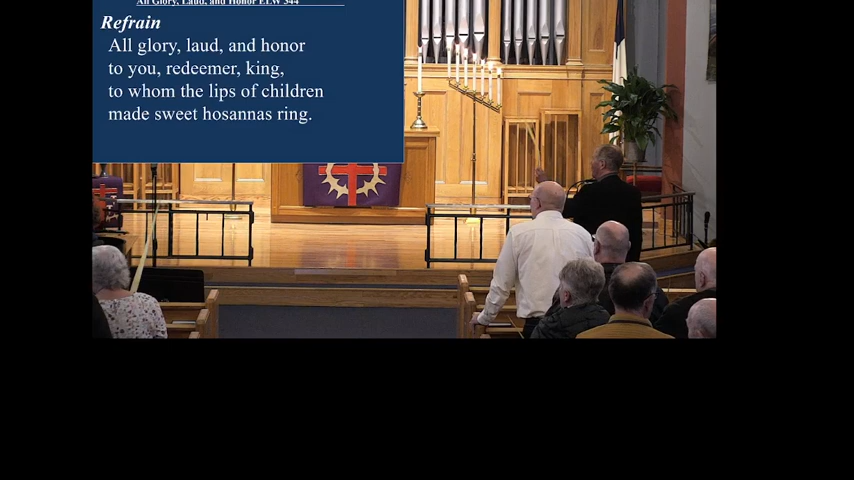 All Glory, Laud, and Honor ELW 344
Refrain
All glory, laud, and honor
to you, redeemer, king,
to whom the lips of children
made sweet hosannas ring.